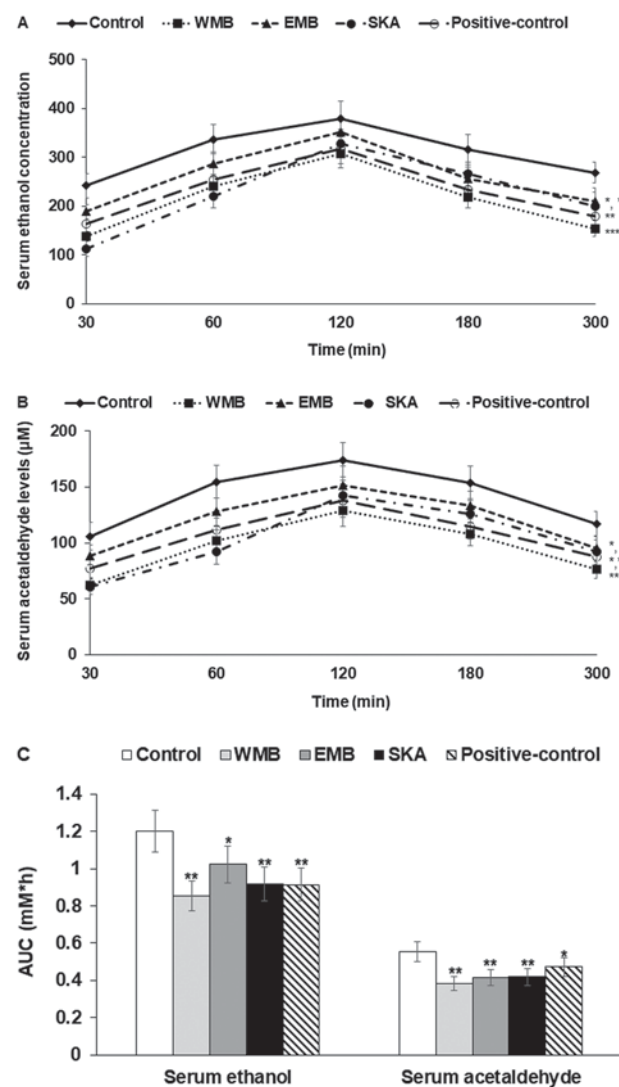 A
Control WMB EMB SKA Positive-control
Serum ethanol concentration
500
400
300
200
100
0
*, *
**
***
30 60 120 180 300
Time (min)
B
Control WMB EMB SKA Positive-control
Serum acetaldehyde levels (µM)
200
150
100
50
0
*,
* *
,
**
30 60 120 180 300
Time (min)
C
Control WMB EMB SKA Positive-control
AUC (mM*h)
1.4
1.2
1
0.8
0.6
0.4
0.2
0
** * ** **
** ** ** *
Serum ethanol Serum acetaldehyde